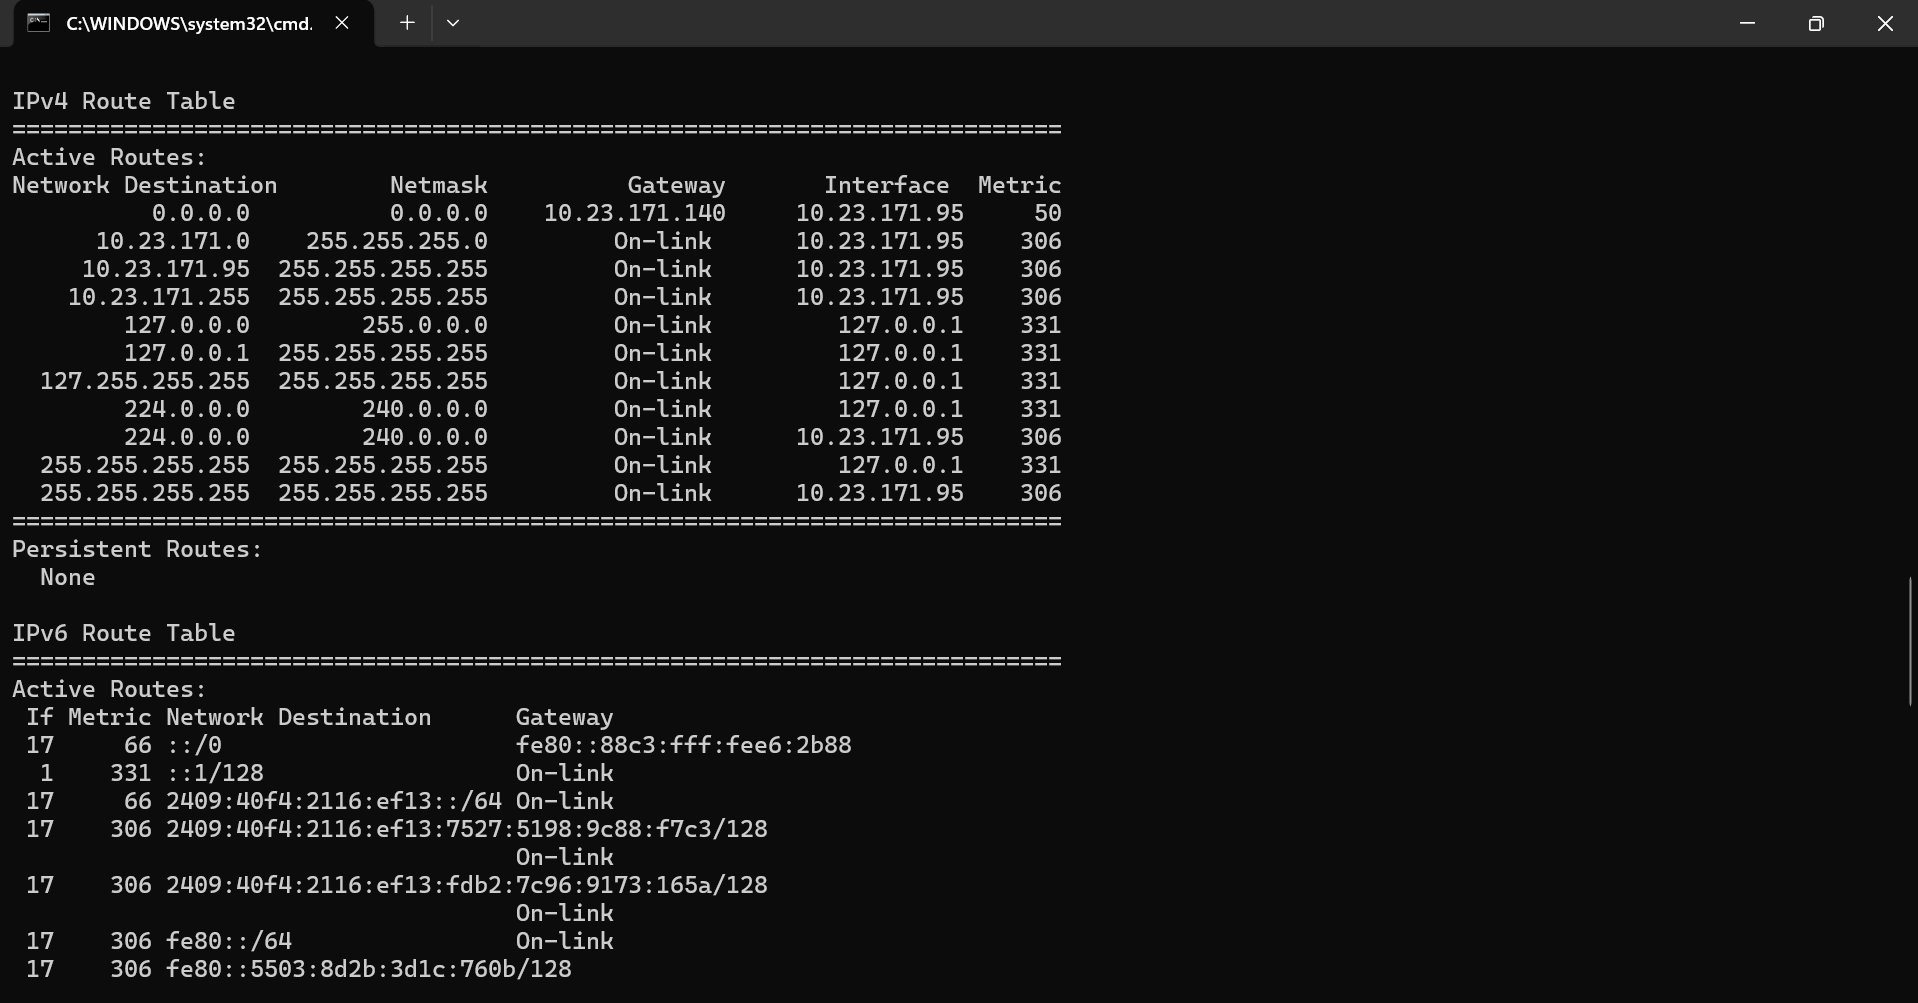 C:\WINDOWS\system32\cmd.
IPv4 Route Table
===========================================================================
Active Routes:
Network Destination        Netmask          Gateway       Interface  Metric
          0.0.0.0          0.0.0.0    10.23.171.140     10.23.171.95     50
      10.23.171.0    255.255.255.0         On-link      10.23.171.95    306
     10.23.171.95  255.255.255.255         On-link      10.23.171.95    306
    10.23.171.255  255.255.255.255         On-link      10.23.171.95    306
        127.0.0.0        255.0.0.0         On-link         127.0.0.1    331
        127.0.0.1  255.255.255.255         On-link         127.0.0.1    331
  127.255.255.255  255.255.255.255         On-link         127.0.0.1    331
        224.0.0.0        240.0.0.0         On-link         127.0.0.1    331
        224.0.0.0        240.0.0.0         On-link      10.23.171.95    306
  255.255.255.255  255.255.255.255         On-link         127.0.0.1    331
  255.255.255.255  255.255.255.255         On-link      10.23.171.95    306
===========================================================================
Persistent Routes:
  None
IPv6 Route Table
===========================================================================
Active Routes:
 If Metric Network Destination      Gateway
 17     66 ::/0                     fe80::88c3:fff:fee6:2b88
  1    331 ::1/128                  On-link
 17     66 2409:40f4:2116:ef13::/64 On-link
 17    306 2409:40f4:2116:ef13:7527:5198:9c88:f7c3/128
                                    On-link
 17    306 2409:40f4:2116:ef13:fdb2:7c96:9173:165a/128
                                    On-link
 17    306 fe80::/64                On-link
 17    306 fe80::5503:8d2b:3d1c:760b/128